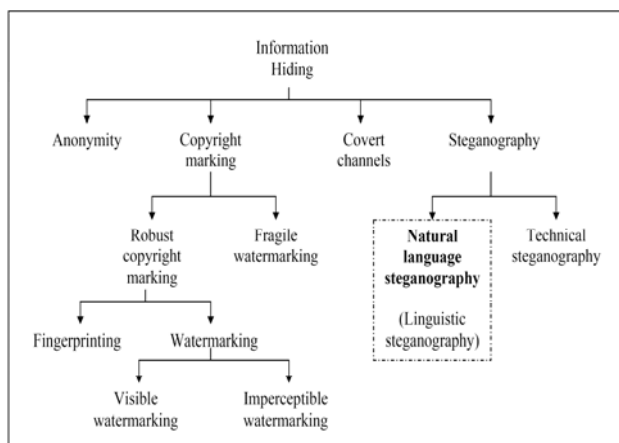 Information
Hiding
Anonymity
Copyright
marking
Covert
channels
Steganography
Robust
copyright
marking
Fragile
watermarking
Natural
language
steganography
(Linguistic
steganography)
Technical
steganography
Fingerprinting
Watermarking
Visible
watermarking
Imperceptible
watermarking